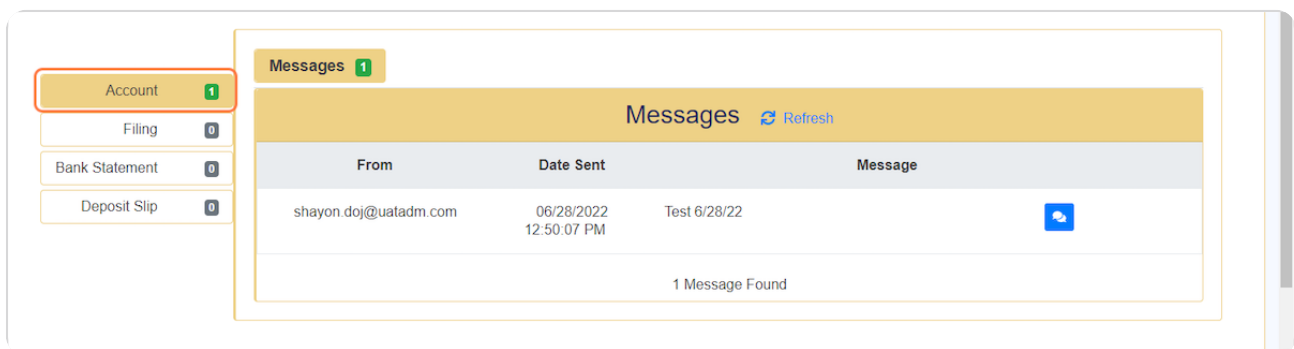 Account 1
Filing 0
Bank Statement 0
Deposit Slip 0
Messages 1
Messages Refresh
From Date Sent Message
shayon.doj@uatadm.com 06/28/2022 Test 6/28/22
12:50:07 PM
1 Message Found